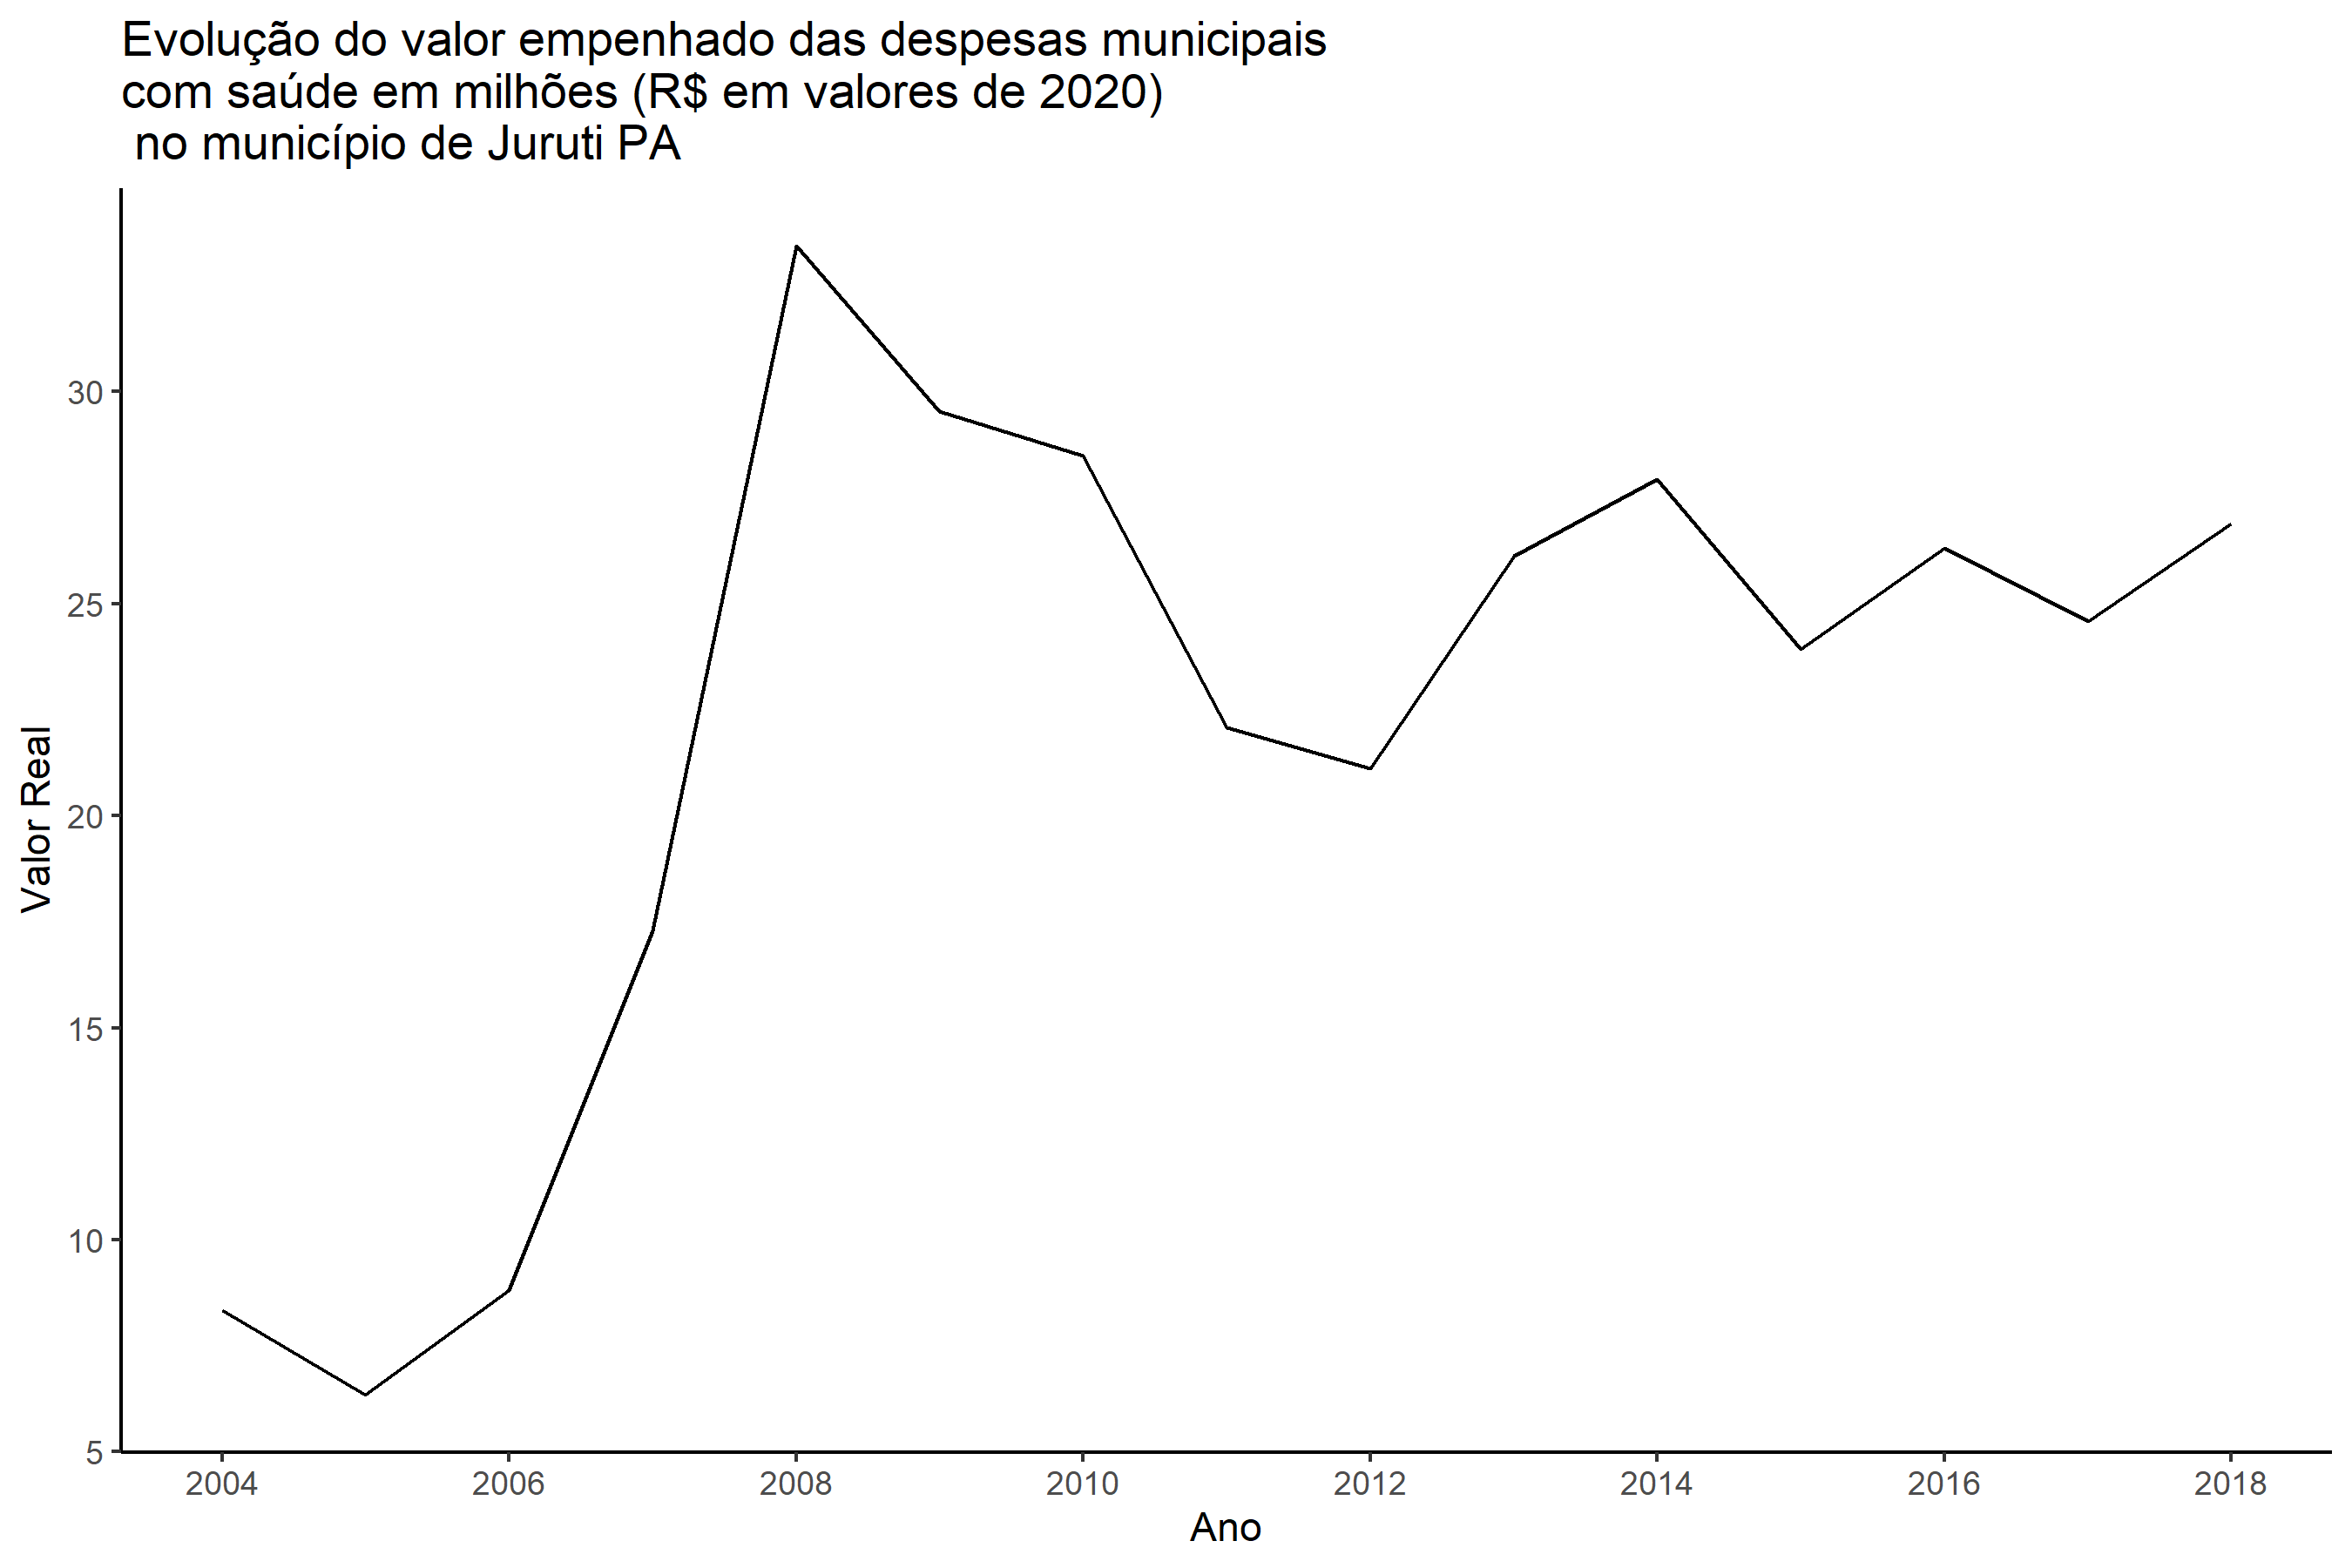 Evolução do valor empenhado das despesas municipais
com saúde em milhões (R$ em valores de 2020)
no município de Juruti PA
Valor Real
30
25
20
15
10
5
2004 2006 2008 2010 2012 2014 2016 2018
Ano